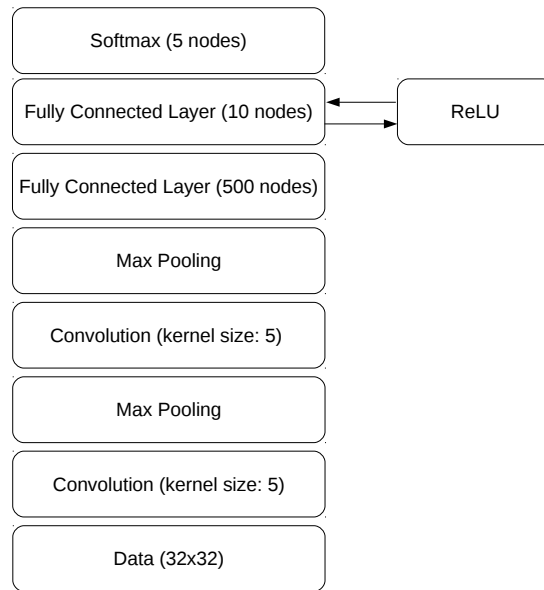 Softmax (5 nodes)
Fully Connected Layer (10 nodes)
ReLU
Fully Connected Layer (500 nodes)
Max Pooling
Convolution (kernel size: 5)
Max Pooling
Convolution (kernel size: 5)
Data (32x32)